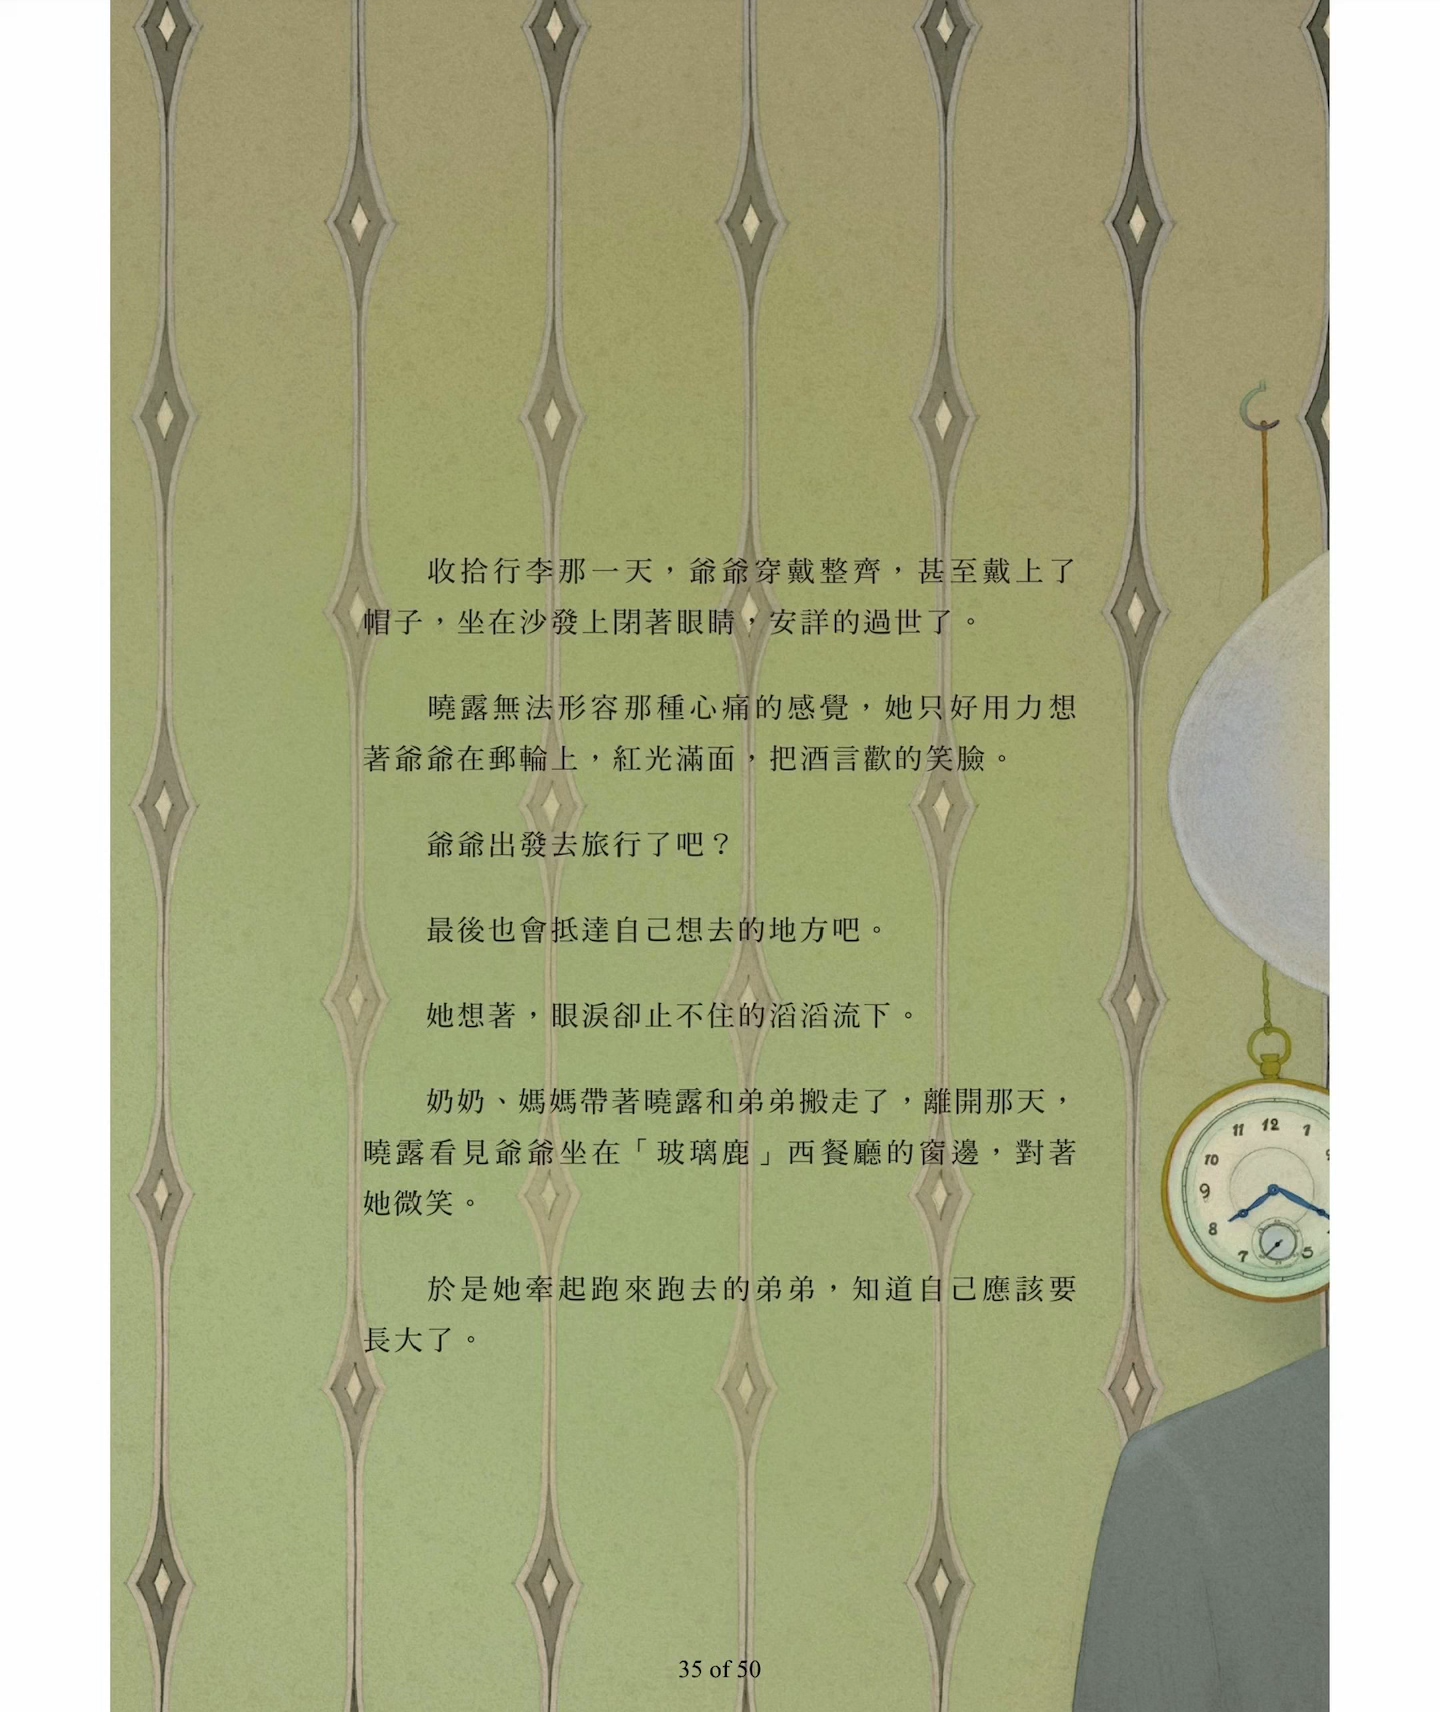 收拾行李那一天，爺爺穿戴整齊，甚至戴上了
帽子，坐在沙發上閉著眼睛，安詳的過世了。
曉露無法形容那種心痛的感覺，她只好用力想
著爺爺在郵輪上，紅光滿面，把酒言歡的笑臉。
爺爺出發去旅行了吧？
最後也會抵達自己想去的地方吧。
她想著，眼淚卻止不住的滔滔流下。
奶奶、媽媽帶著曉露和弟弟搬走了，離開那天，
曉露看見爺爺坐在「玻璃鹿」西餐廳的窗邊，對著
她微笑。
於是她牽起跑來跑去的弟弟，知道自己應該要
長大了。
11 12 1
10
9
8
7 5
35 of 50